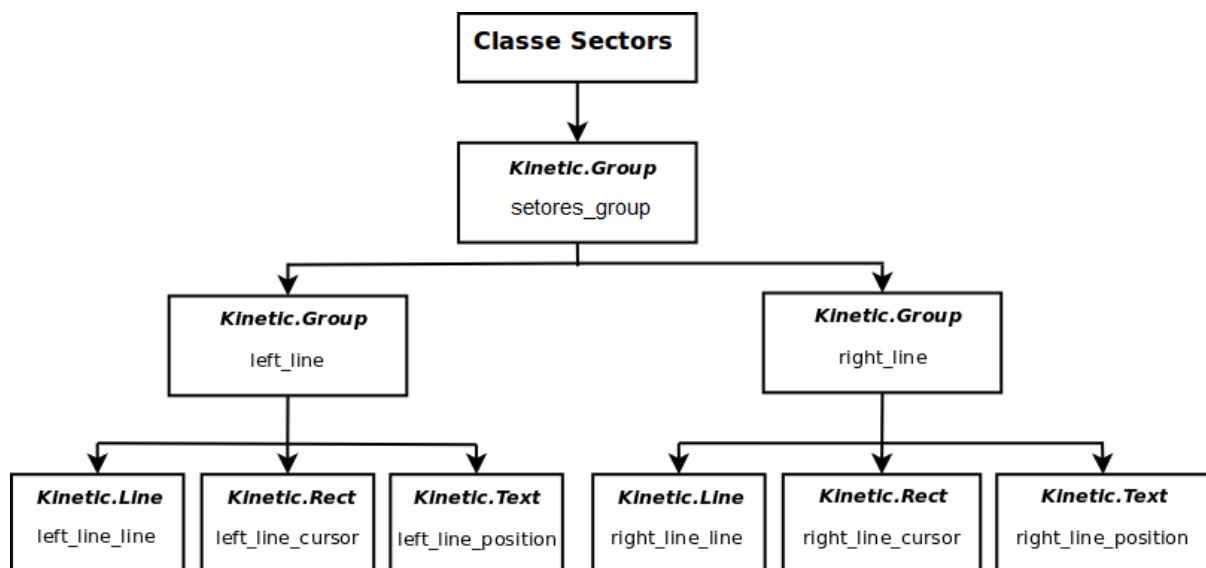 Classe Sectors
Kinetic.Group
setores_group
Kinetic.Group
left_line
Kinetic.Group
right_line
Kinetic.Line
left_line_line
Kinetic.Rect
left_line_cursor
Kinetic.Text
left_line_position
Kinetic.Line
right_line_line
Kinetic.Rect
right_line_cursor
Kinetic.Text
right_line_position